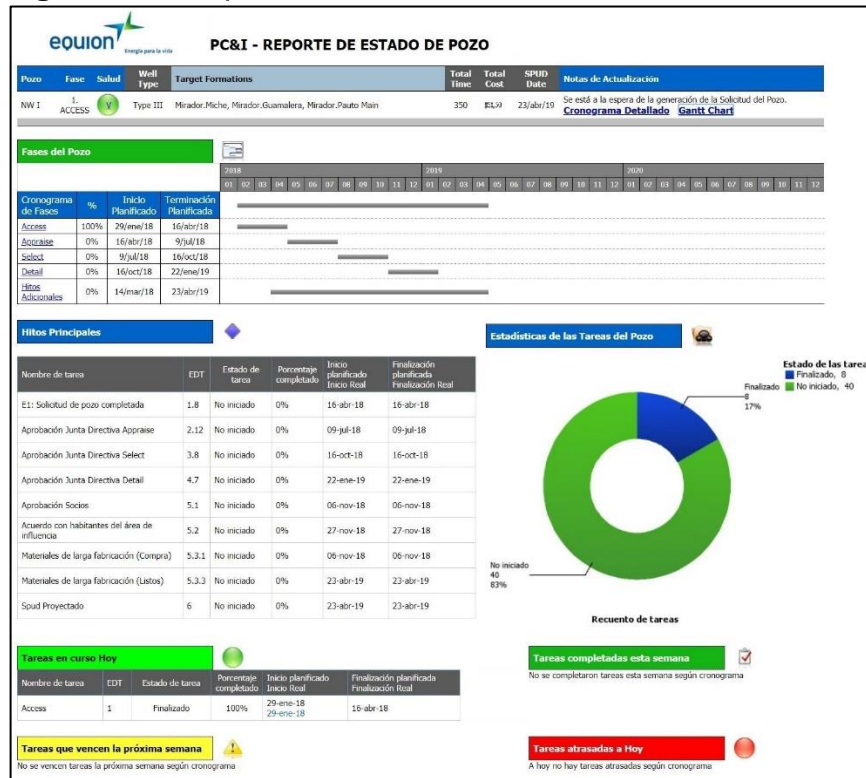 equion
Energía para la vida
PC&I - REPORTE DE ESTADO DE POZO
Pozo Fase Salud Well Type Target Formations Total Time Total Cost SPUD Date Notas de Actualización
NW I 1. ACCESS Y Type III Mirador.Miche, Mirador.Guamalera, Mirador.Pauto Main 350 23/abr/19 Se está a la espera de la generación de la Solicitud del Pozo.
Cronograma Detallado Gantt Chart
Fases del Pozo
2018 2019 2020
01 02 03 04 05 06 07 08 09 10 11 12 01 02 03 04 05 06 07 08 09 10 11 12 01 02 03 04 05 06 07 08 09 10 11 12
Cronograma de Fases % Inicio Planificado Terminación Planificada
Access 100% 29/ene/18 16/abr/18
Appraise 0% 16/abr/18 9/jul/18
Select 0% 9/jul/18 16/oct/18
Detail 0% 16/oct/18 22/ene/19
Hitos Adicionales 0% 14/mar/18 23/abr/19
Hitos Principales
Nombre de tarea EDT Estado de tarea Porcentaje completado Inicio planificado Inicio Real Finalización planificada Finalización Real
E1: Solicitud de pozo completada 1.8 No iniciado 0% 16-abr-18 16-abr-18
Aprobación Junta Directiva Appraise 2.12 No iniciado 0% 09-jul-18 09-jul-18
Aprobación Junta Directiva Select 3.8 No iniciado 0% 16-oct-18 16-oct-18
Aprobación Junta Directiva Detail 4.7 No iniciado 0% 22-ene-19 22-ene-19
Aprobación Socios 5.1 No iniciado 0% 06-nov-18 06-nov-18
Acuerdo con habitantes del área de influencia 5.2 No iniciado 0% 27-nov-18 27-nov-18
Materiales de larga fabricación (Compra) 5.3.1 No iniciado 0% 06-nov-18 06-nov-18
Materiales de larga fabricación (Listos) 5.3.3 No iniciado 0% 23-abr-19 23-abr-19
Spud Proyectado 6 No iniciado 0% 23-abr-19 23-abr-19
Estadísticas de las Tareas del Pozo
Estado de las tarea
Finalizado, 8
No iniciado, 40
Finalizado
8
17%
No iniciado
40
83%
Recuento de tareas
Tareas en curso Hoy
Nombre de tarea EDT Estado de tarea Porcentaje completado Inicio planificado Inicio Real Finalización planificada Finalización Real
Access 1 Finalizado 100% 29-ene-18 29-ene-18 16-abr-18
Tareas completadas esta semana
No se completaron tareas esta semana según cronograma
Tareas que vencen la próxima semana
No se vencen tareas la próxima semana según cronograma
Tareas atrasadas a Hoy
A hoy no hay tareas atrasadas según cronograma